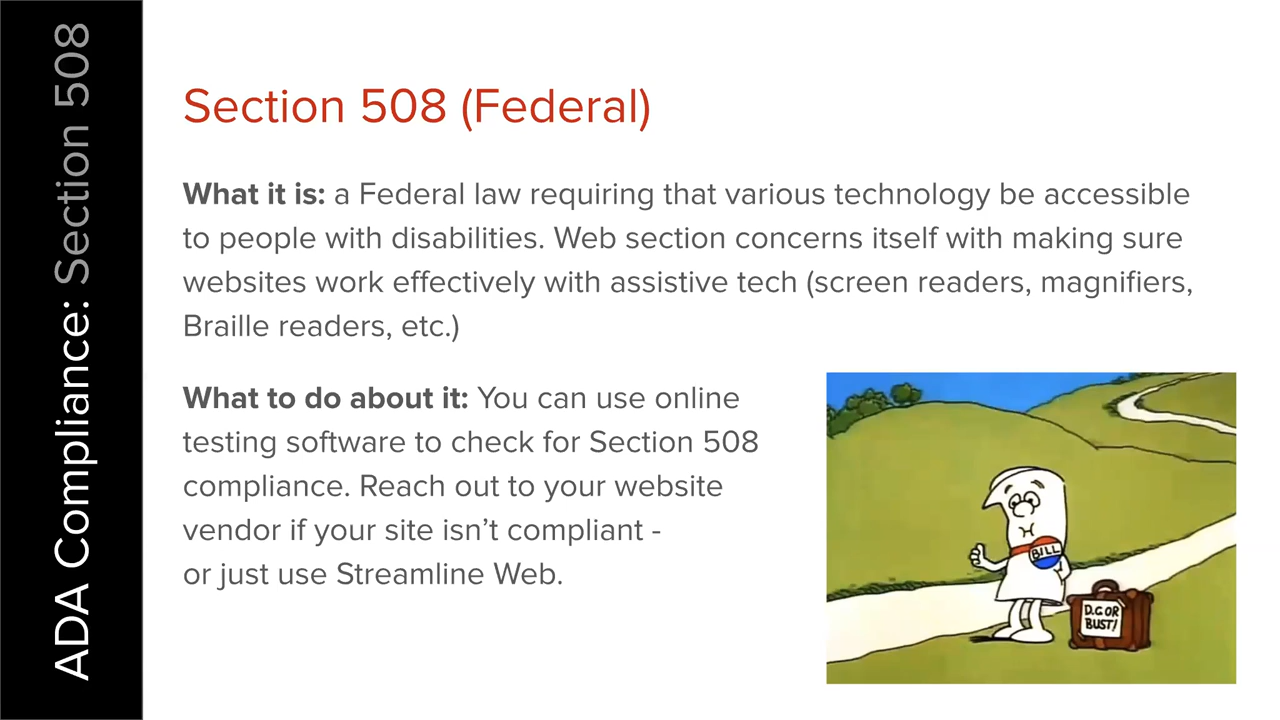 ADA Compliance: Section 508
Section 508 (Federal)
What it is: a Federal law requiring that various technology be accessible
to people with disabilities. Web section concerns itself with making sure
websites work effectively with assistive tech (screen readers, magnifiers,
Braille readers, etc.)
What to do about it: You can use online
testing software to check for Section 508
compliance. Reach out to your website
vendor if your site isn’t compliant -
or just use Streamline Web.
BILL
D.C. OR
BUST!